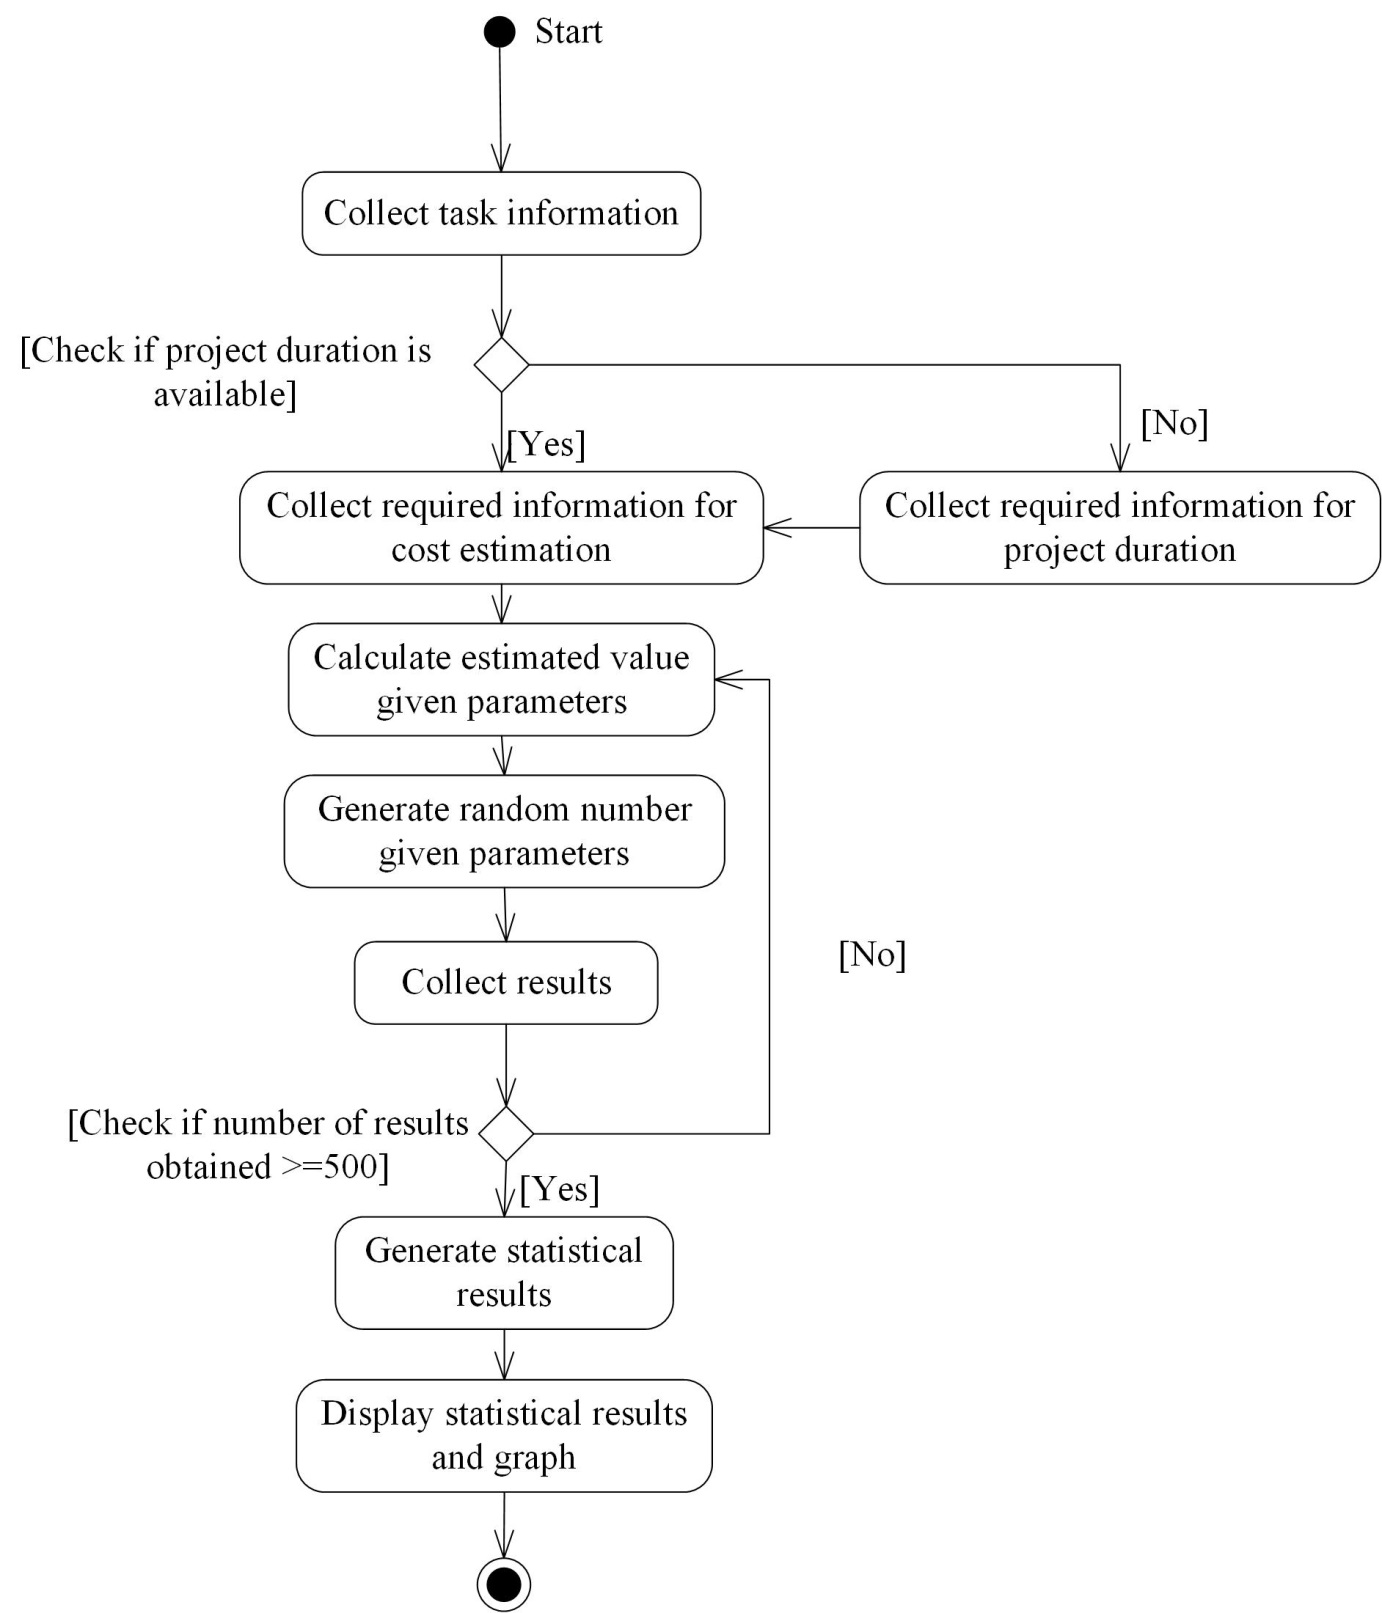 Start
Collect task information
[Check if project duration is
available]
[Yes]
[No]
Collect required information for
cost estimation
Collect required information for
project duration
Calculate estimated value
given parameters
Generate random number
given parameters
[No]
Collect results
[Check if number of results
obtained >=500]
[Yes]
Generate statistical
results
Display statistical results
and graph